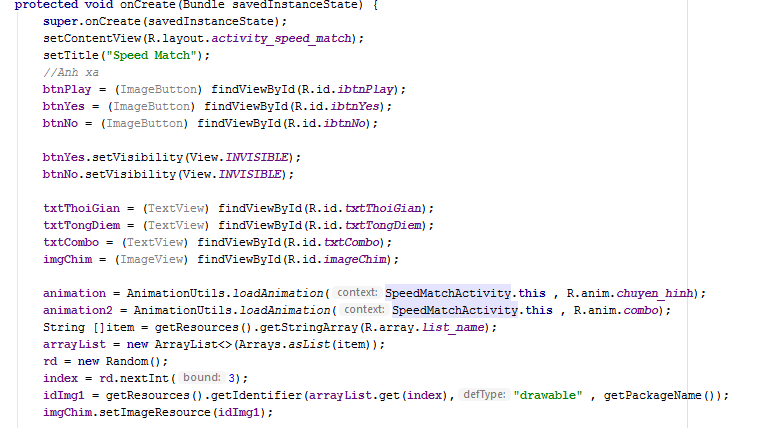 protected void onCreate(Bundle savedInstanceState) {
super.onCreate(savedInstanceState);
setContentView(R.layout.activity_speed_match);
setTitle("Speed Match");
//Anh xa
btnPlay = (ImageButton) findViewById(R.id.ibtnPlay);
btnYes = (ImageButton) findViewById(R.id.ibtnYes);
btnNo = (ImageButton) findViewById(R.id.ibtnNo);
btnYes.setVisibility(View.INVISIBLE);
btnNo.setVisibility(View.INVISIBLE);
txtThoiGian = (TextView) findViewById(R.id.txtThoiGian);
txtTongDiem = (TextView) findViewById(R.id.txtTongDiem);
txtCombo = (TextView) findViewById(R.id.txtCombo);
imgChim = (ImageView) findViewById(R.id.imageChim);
animation = AnimationUtils.loadAnimation( context: SpeedMatchActivity.this , R.anim.chuyen_hinh);
animation2 = AnimationUtils.loadAnimation( context: SpeedMatchActivity.this , R.anim.combo);
String []item = getResources().getStringArray(R.array.list_name);
arrayList = new ArrayList<>(Arrays.asList(item));
rd = new Random();
index = rd.nextInt( bound: 3);
idImg1 = getResources().getIdentifier(arrayList.get(index), defType: "drawable" , getPackageName());
imgChim.setImageResource(idImg1);